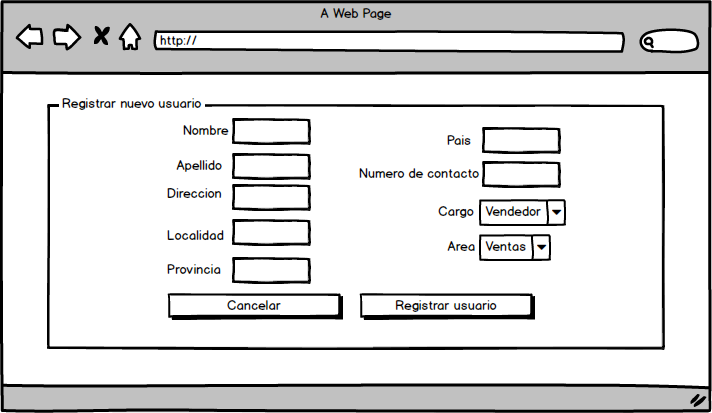 A Web Page
http://
Registrar nuevo usuario
Nombre
Apellido
Direccion
Localidad
Provincia
Pais
Numero de contacto
Cargo Vendedor
Area Ventas
Cancelar
Registrar usuario